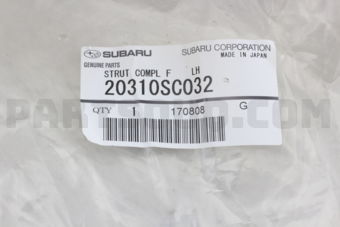 SUBARU SUBARU CORPORATION
GENUINE PARTS MADE IN JAPAN
STRUT COMPL F LH
20310SC032
QTY 1 170808 G